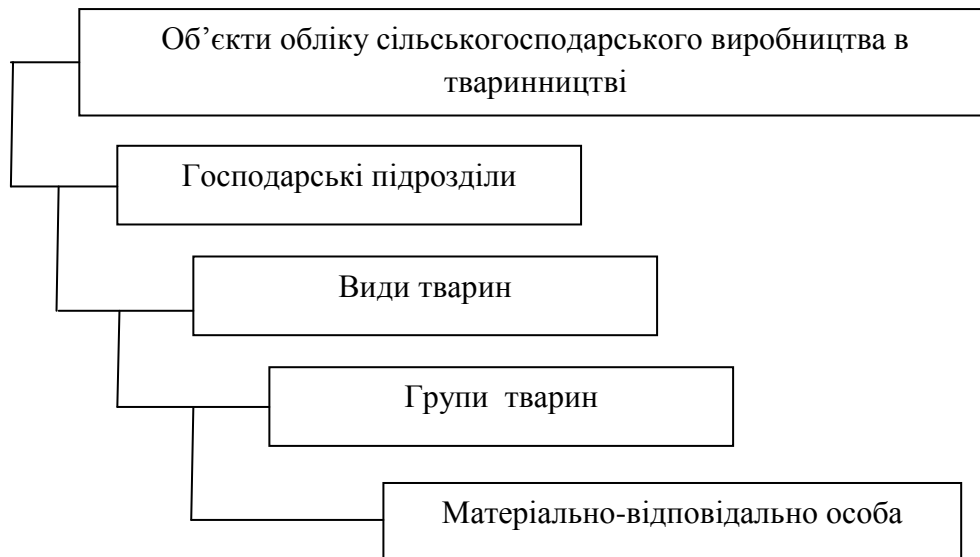 Об’єкти обліку сільськогосподарського виробництва в
тваринництві
Господарські підрозділи
Види тварин
Групи тварин
Матеріально-відповідально особа